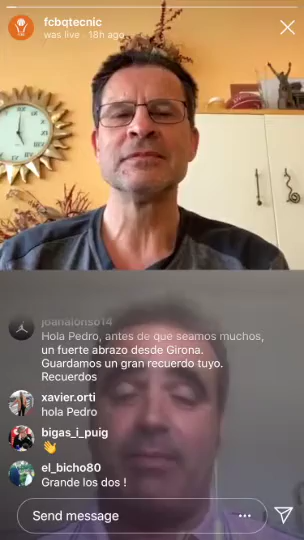 fcbqtecnic
was live · 18h ago
joanalonso14
Hola Pedro, antes de que seamos muchos,
un fuerte abrazo desde Girona.
Guardamos un gran recuerdo tuyo.
Recuerdos
xavier.orti
hola Pedro
bigas_i_puig
👋
el_bicho80
Grande los dos !
Send message